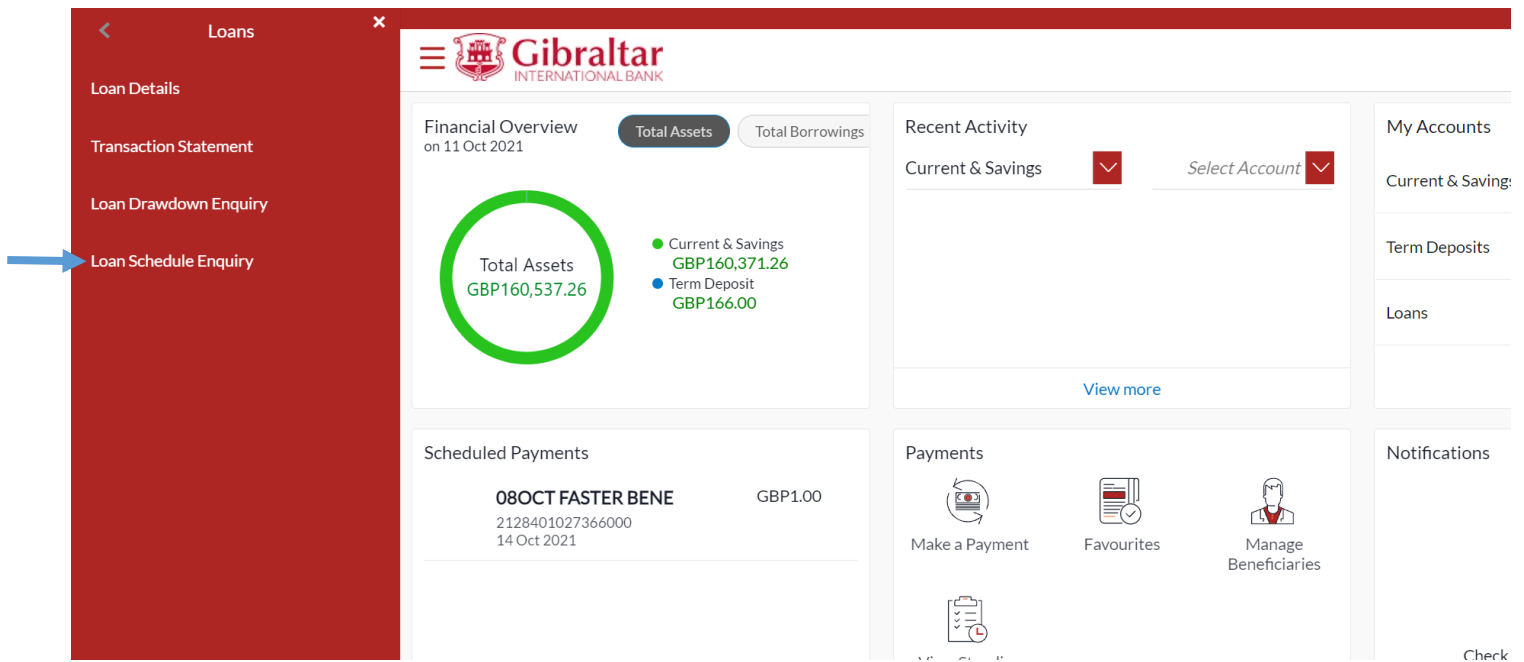 Loans
Loan Details
Transaction Statement
Loan Drawdown Enquiry
Loan Schedule Enquiry
Gibraltar
INTERNATIONAL BANK
Financial Overview
on 11 Oct 2021
Total Assets
Total Borrowings
Total Assets
GBP160,537.26
Current & Savings
GBP160,371.26
Term Deposit
GBP166.00
Recent Activity
Current & Savings
Select Account
View more
My Accounts
Current & Savings
Term Deposits
Loans
Scheduled Payments
08OCT FASTER BENE
GBP1.00
2128401027366000
14 Oct 2021
Payments
Make a Payment
Favourites
Manage
Beneficiaries
View
Notifications
Check